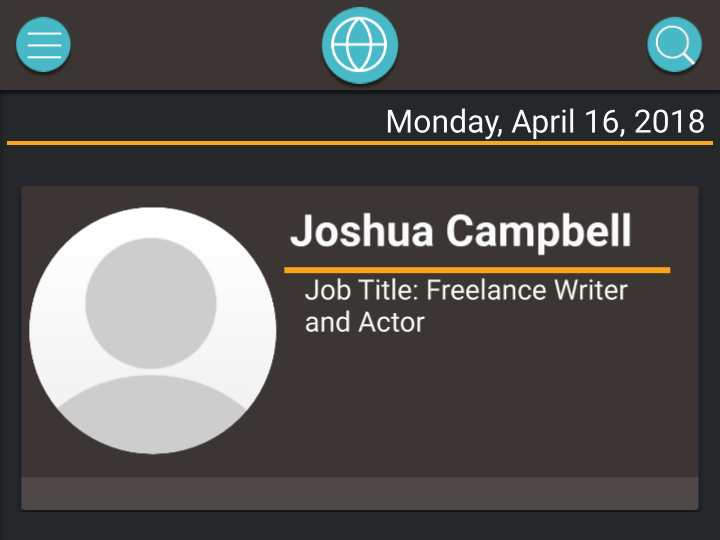 Monday, April 16, 2018
Joshua Campbell
Job Title: Freelance Writer
and Actor